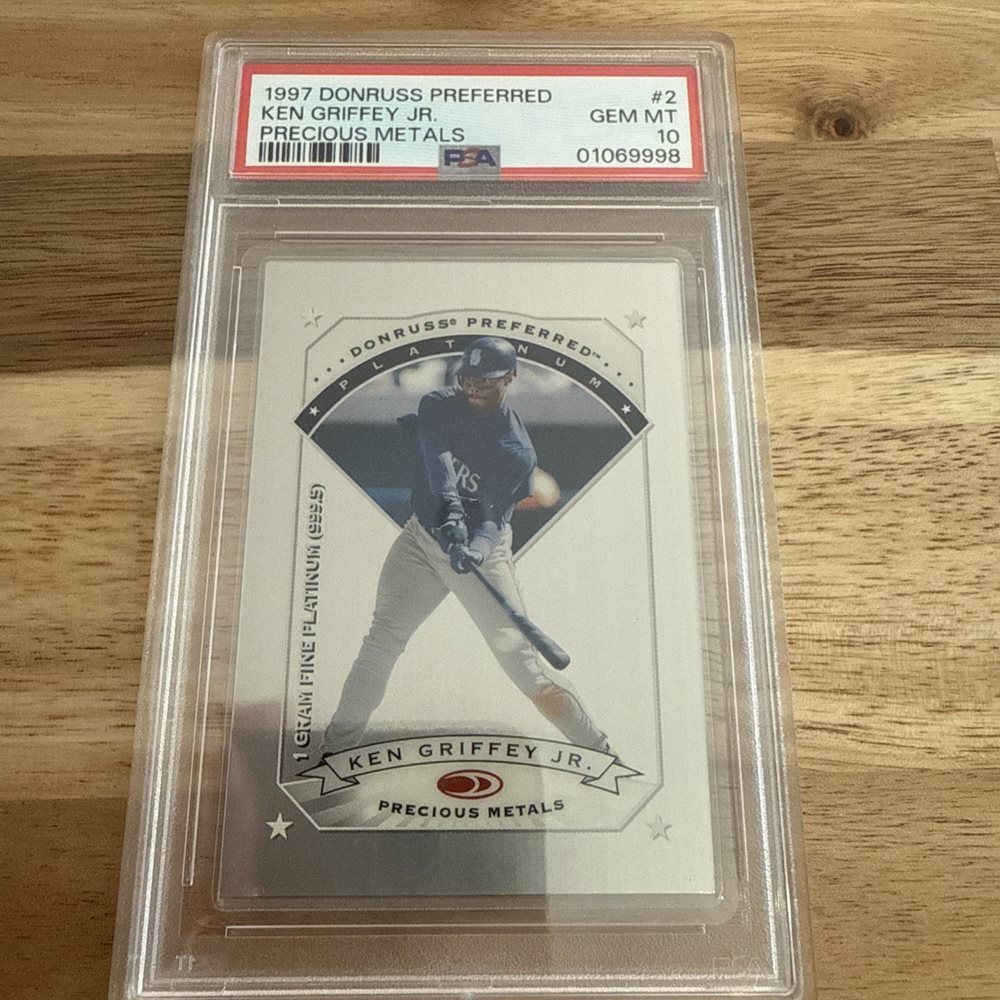 1997 DONRUSS PREFERRED #2
KEN GRIFFEY JR. GEM MT
PRECIOUS METALS 10
PSA 01069998
DONRUSS® PREFERRED™
PLATINUM
1 GRAM FINE PLATINUM (999.5)
KEN GRIFFEY JR.
PRECIOUS METALS